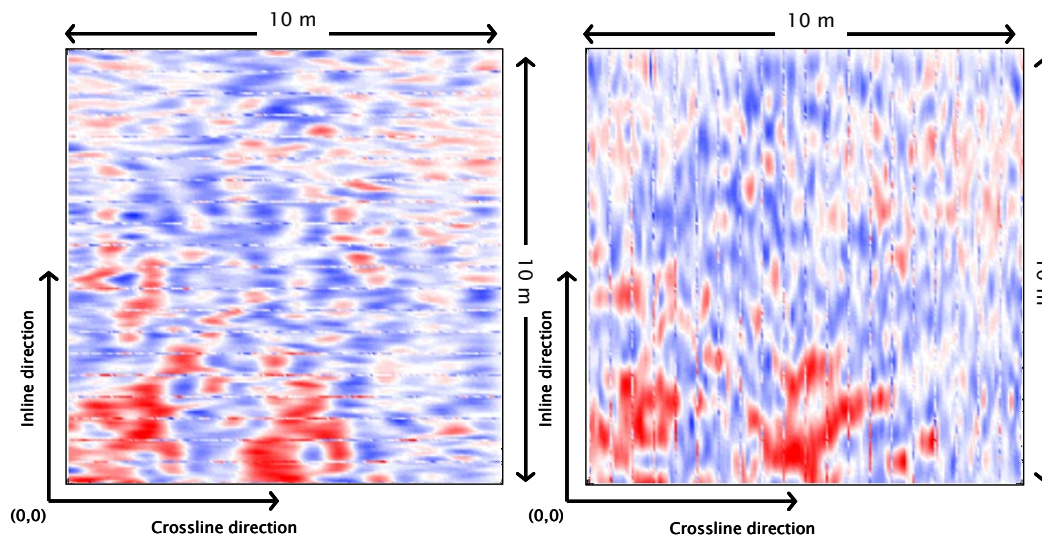 10 m
10 m
10 m
Inline direction
Inline direction
(0,0)
Crossline direction
(0,0)
Crossline direction